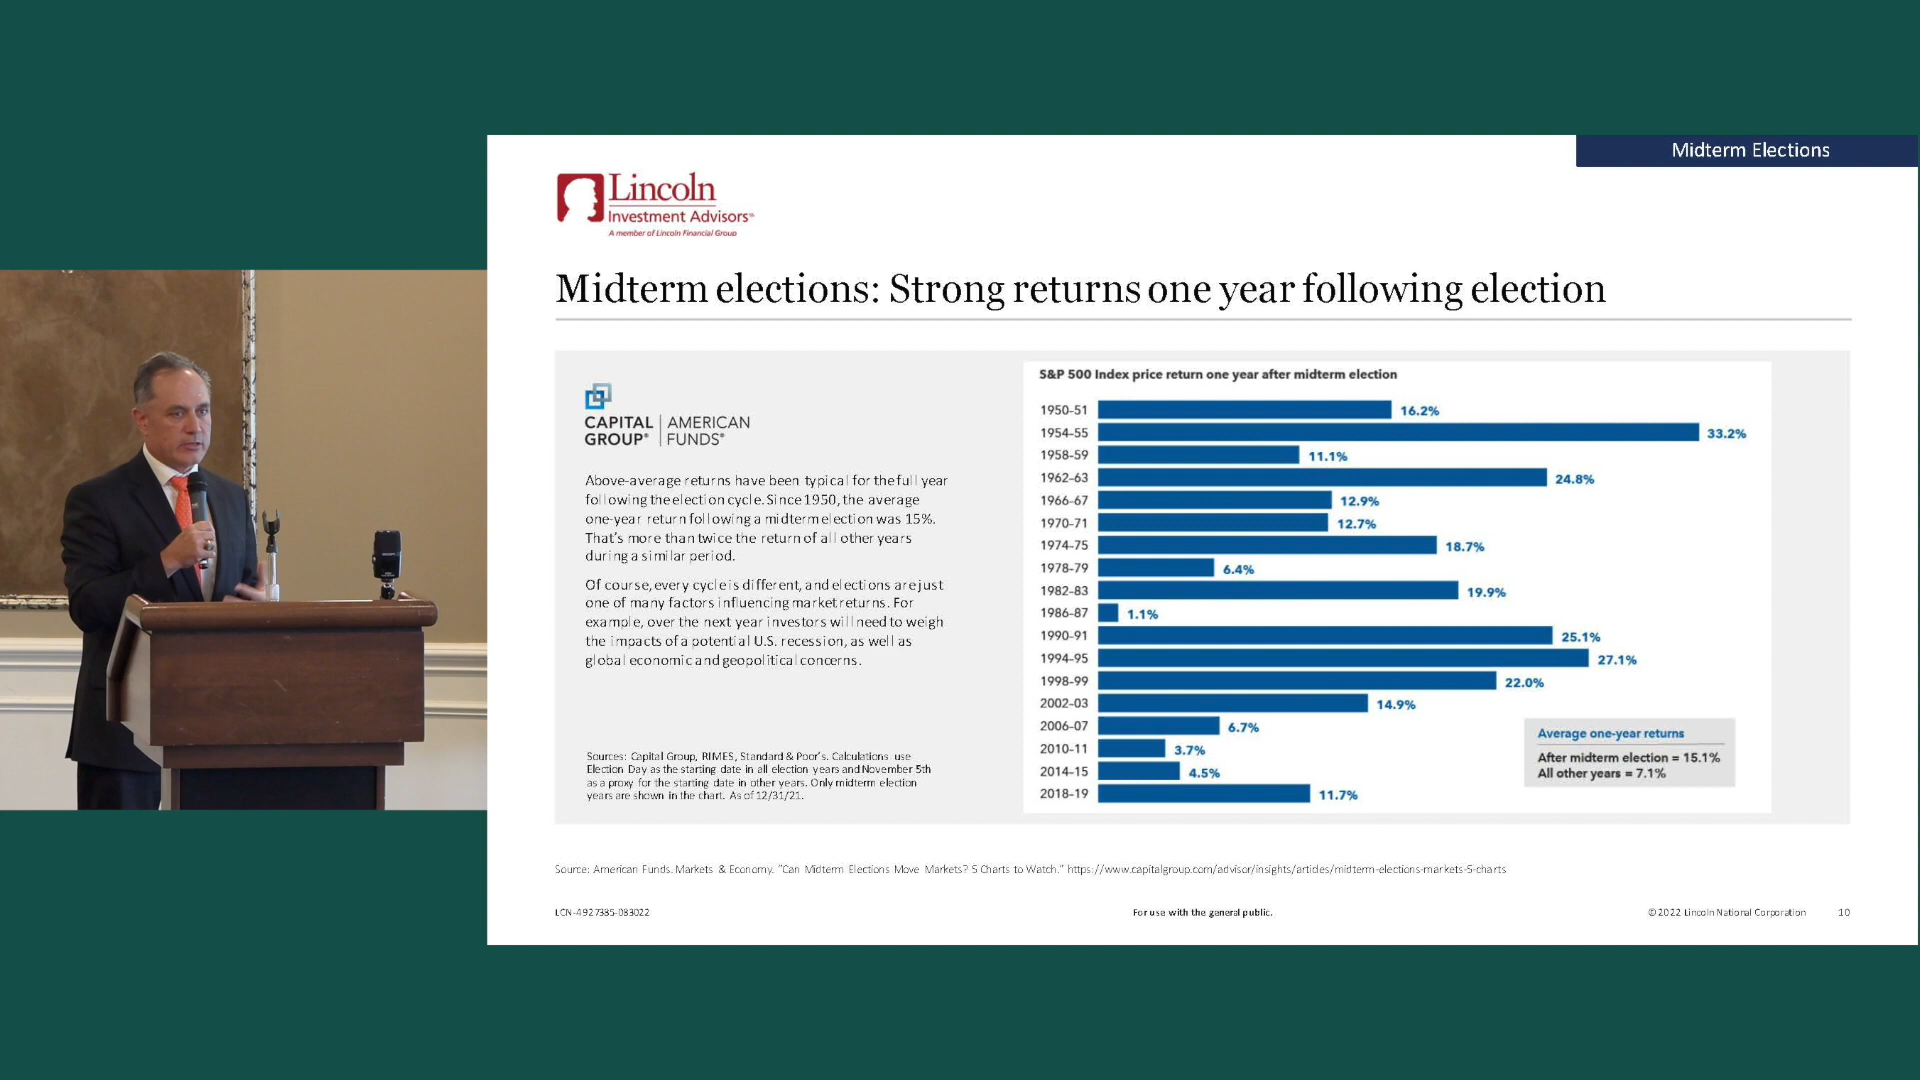 Midterm Elections
Lincoln
Investment Advisors℠
A member of Lincoln Financial Group
Midterm elections: Strong returns one year following election
CAPITAL GROUP® | AMERICAN FUNDS®
Above-average returns have been typical for the full year
following the election cycle. Since 1950, the average
one-year return following a midterm election was 15%.
That's more than twice the return of all other years
during a similar period.
Of course, every cycle is different, and elections are just
one of many factors influencing market returns. For
example, over the next year investors will need to weigh
the impacts of a potential U.S. recession, as well as
global economic and geopolitical concerns.
Sources: Capital Group, RIMES, Standard & Poor's. Calculations use
Election Day as the starting date in all election years and November 5th
as a proxy for the starting date in other years. Only midterm election
years are shown in the chart. As of 12/31/21.
S&P 500 Index price return one year after midterm election
1950-51 16.2%
1954-55 33.2%
1958-59 11.1%
1962-63 24.8%
1966-67 12.9%
1970-71 12.7%
1974-75 18.7%
1978-79 6.4%
1982-83 19.9%
1986-87 1.1%
1990-91 25.1%
1994-95 27.1%
1998-99 22.0%
2002-03 14.9%
2006-07 6.7%
2010-11 3.7%
2014-15 4.5%
2018-19 11.7%
Average one-year returns
After midterm election = 15.1%
All other years = 7.1%
Source: American Funds. Markets & Economy. "Can Midterm Elections Move Markets? 5 Charts to Watch." https://www.capitalgroup.com/advisor/insights/articles/midterm-elections-markets-5-charts
LCN-4927335-083022
For use with the general public.
© 2022 Lincoln National Corporation 10